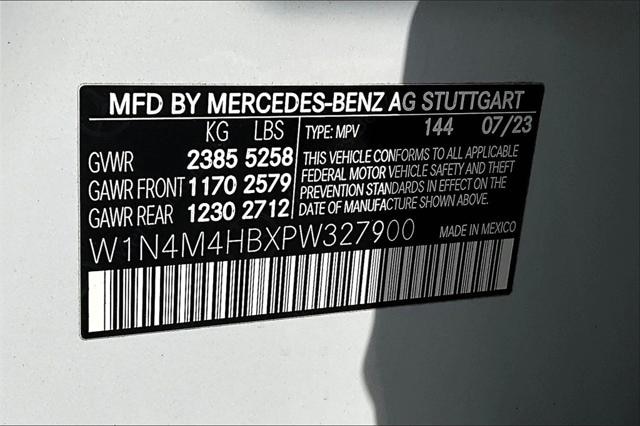 MFD BY MERCEDES-BENZ AG STUTTGART
KG LBS TYPE: MPV 144 07/23
GVWR 2385 5258
GAWR FRONT 1170 2579
GAWR REAR 1230 2712
THIS VEHICLE CONFORMS TO ALL APPLICABLE
FEDERAL MOTOR VEHICLE SAFETY AND THEFT
PREVENTION STANDARDS IN EFFECT ON THE
DATE OF MANUFACTURE SHOWN ABOVE.
W1N4M4HBXPW327900 MADE IN MEXICO